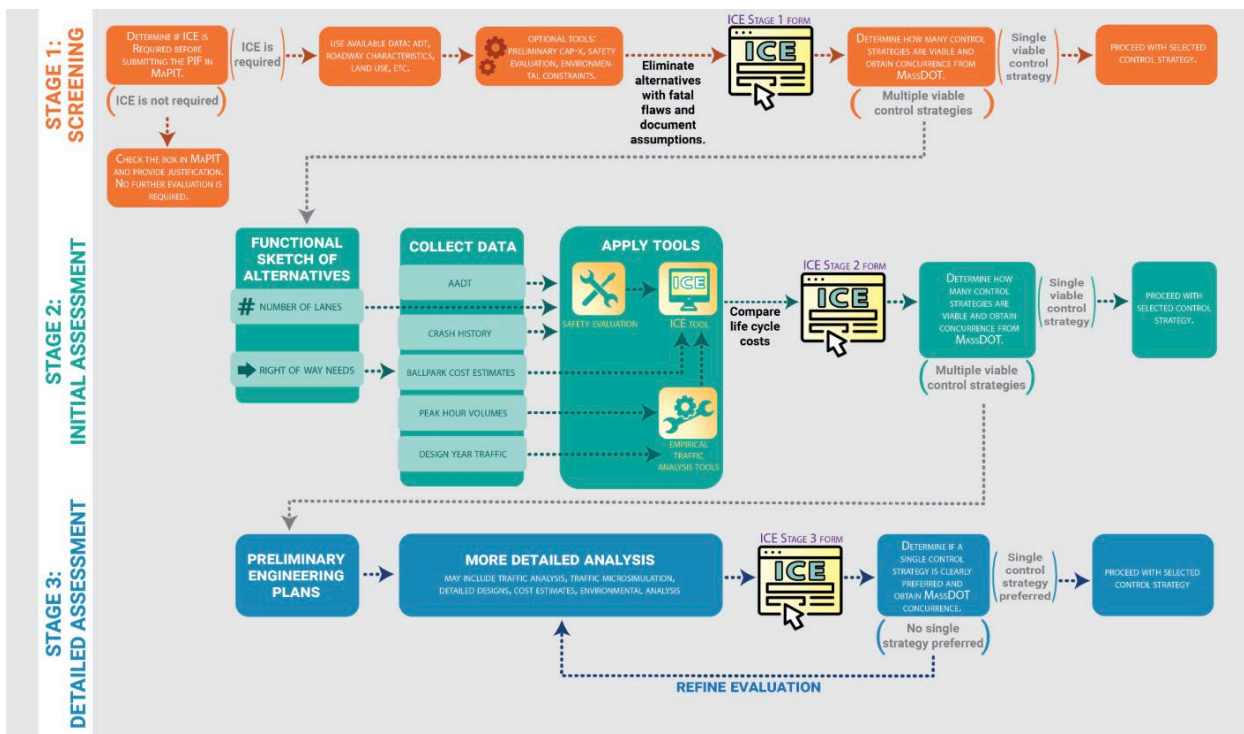 STAGE 1:
SCREENING
DETERMINE IF ICE IS
REQUIRED BEFORE
SUBMITTING THE PIF IN
MAPIT.
ICE is
required
USE AVAILABLE DATA: ADT,
ROADWAY CHARACTERISTICS,
LAND USE, ETC.
OPTIONAL TOOLS:
PRELIMINARY CAP-X, SAFETY
EVALUATION, ENVIRONMEN-
TAL CONSTRAINTS.
Eliminate
alternatives
with fatal
flaws and
document
assumptions.
ICE STAGE 1 FORM
ICE
DETERMINE HOW MANY CONTROL
STRATEGIES ARE VIABLE AND
OBTAIN CONCURRENCE FROM
MASSDOT.
Single
viable
control
strategy
PROCEED WITH SELECTED
CONTROL STRATEGY.
ICE is not required
Multiple viable
control strategies
CHECK THE BOX IN MAPIT
AND PROVIDE JUSTIFICATION.
NO FURTHER EVALUATION IS
REQUIRED.
STAGE 2:
INITIAL ASSESSMENT
FUNCTIONAL
SKETCH OF
ALTERNATIVES
# NUMBER OF LANES
RIGHT OF WAY NEEDS
COLLECT DATA
AADT
CRASH HISTORY
BALLPARK COST ESTIMATES
PEAK HOUR VOLUMES
DESIGN YEAR TRAFFIC
APPLY TOOLS
SAFETY EVALUATION
ICE
ICE TOOL
EMPIRICAL
TRAFFIC
ANALYSIS TOOLS
Compare
life cycle
costs
ICE STAGE 2 FORM
ICE
DETERMINE HOW
MANY CONTROL
STRATEGIES ARE
VIABLE AND OBTAIN
CONCURRENCE FROM
MASSDOT.
Single
viable
control
strategy
PROCEED WITH
SELECTED CONTROL
STRATEGY.
Multiple viable
control strategies
STAGE 3:
DETAILED ASSESSMENT
PRELIMINARY
ENGINEERING
PLANS
MORE DETAILED ANALYSIS
MAY INCLUDE TRAFFIC ANALYSIS, TRAFFIC MICROSIMULATION,
DETAILED DESIGNS, COST ESTIMATES, ENVIRONMENTAL ANALYSIS
ICE STAGE 3 FORM
ICE
DETERMINE IF A
SINGLE CONTROL
STRATEGY IS CLEARLY
PREFERRED AND
OBTAIN MASSDOT
CONCURRENCE.
Single
control
strategy
preferred
PROCEED WITH SELECTED
CONTROL STRATEGY
No single
strategy preferred
REFINE EVALUATION